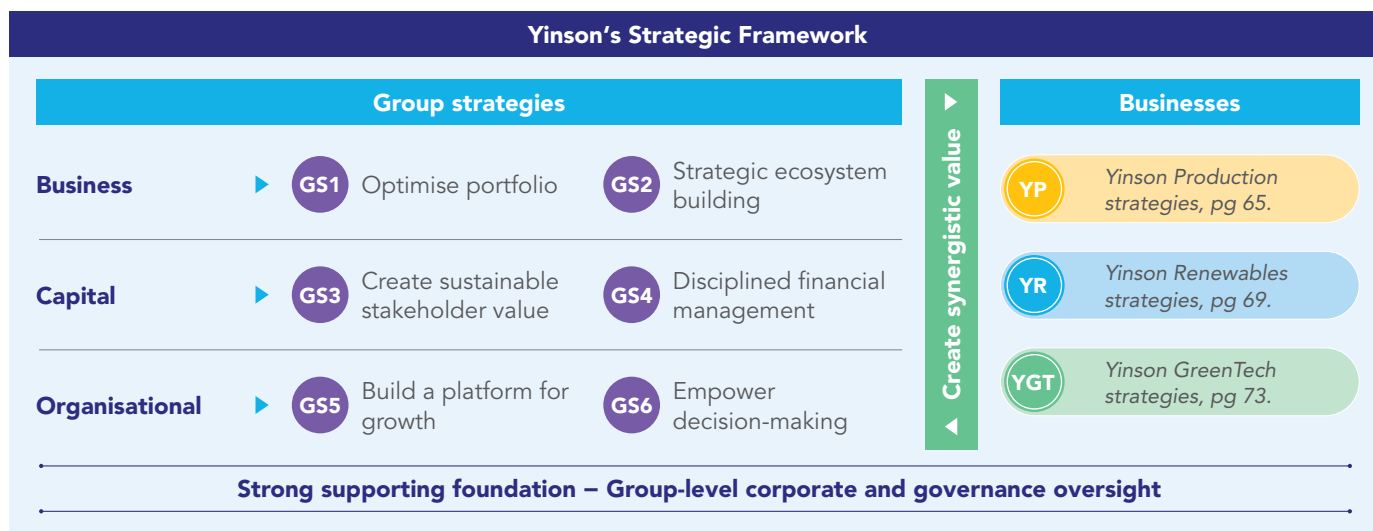 Yinson's Strategic Framework
Group strategies
Business
GS1
Optimise portfolio
GS2
Strategic ecosystem
building
Capital
GS3
Create sustainable
stakeholder value
GS4
Disciplined financial
management
Organisational
GS5
Build a platform for
growth
GS6
Empower
decision-making
Create synergistic value
Businesses
YP
Yinson Production
strategies, pg 65.
YR
Yinson Renewables
strategies, pg 69.
YGT
Yinson GreenTech
strategies, pg 73.
Strong supporting foundation – Group-level corporate and governance oversight